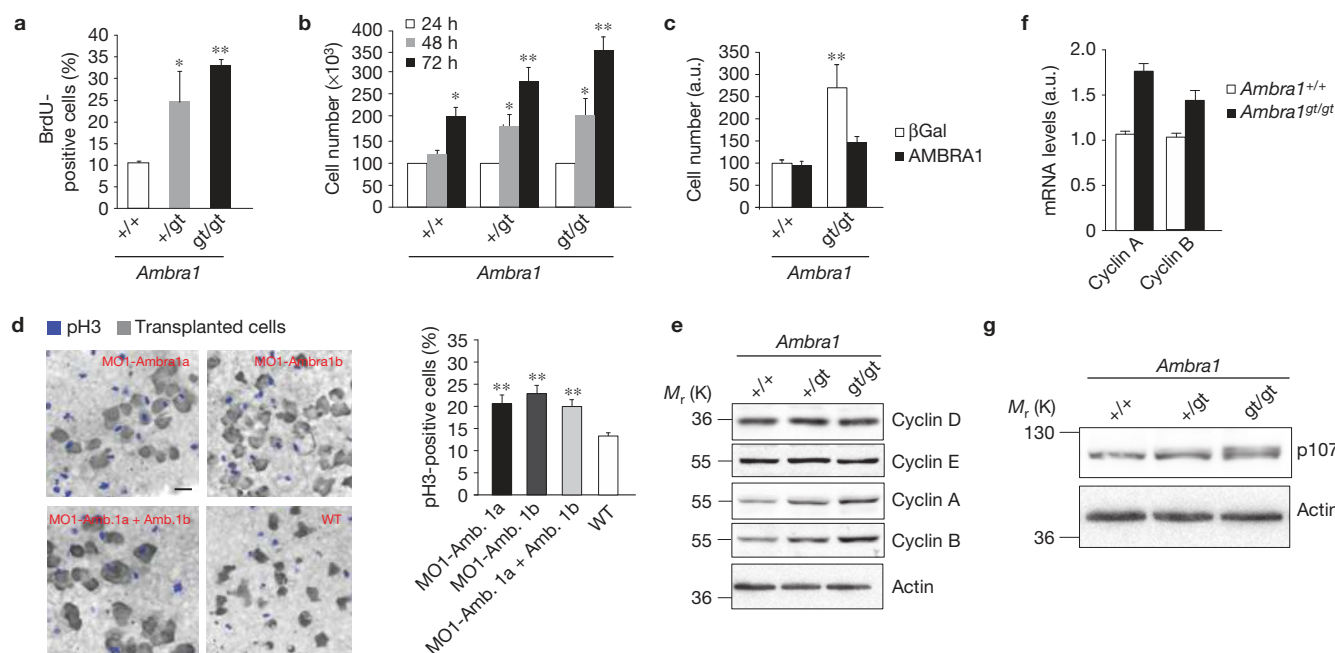 a
BrdU-
positive cells (%)
40
35
30
25
20
15
10
5
0
*
**
+/+
+/gt
gt/gt
Ambra1
b
Cell number (×10³)
400
350
300
250
200
100
100
50
0
24 h
48 h
72 h
*
*
**
*
**
+/+
+/gt
gt/gt
Ambra1
c
Cell number (a.u.)
350
300
250
200
150
100
50
0
**
βGal
AMBRA1
+/+
gt/gt
Ambra1
f
mRNA levels (a.u.)
2.0
1.5
1.0
0.5
0
Ambra1+/+
Ambra1gt/gt
Cyclin A
Cyclin B
d
pH3 Transplanted cells
MO1-Ambra1a
MO1-Ambra1b
MO1-Amb.1a + Amb.1b
WT
pH3-positive cells (%)
35
30
25
20
15
10
5
0
**
**
**
MO1-Amb. 1a
MO1-Amb. 1b
MO1-Amb. 1a + Amb. 1b
WT
e
Ambra1
Mr (K)
+/+
+/gt
gt/gt
36
Cyclin D
55
Cyclin E
55
Cyclin A
55
Cyclin B
36
Actin
g
Ambra1
Mr (K)
+/+
+/gt
gt/gt
130
p107
36
Actin